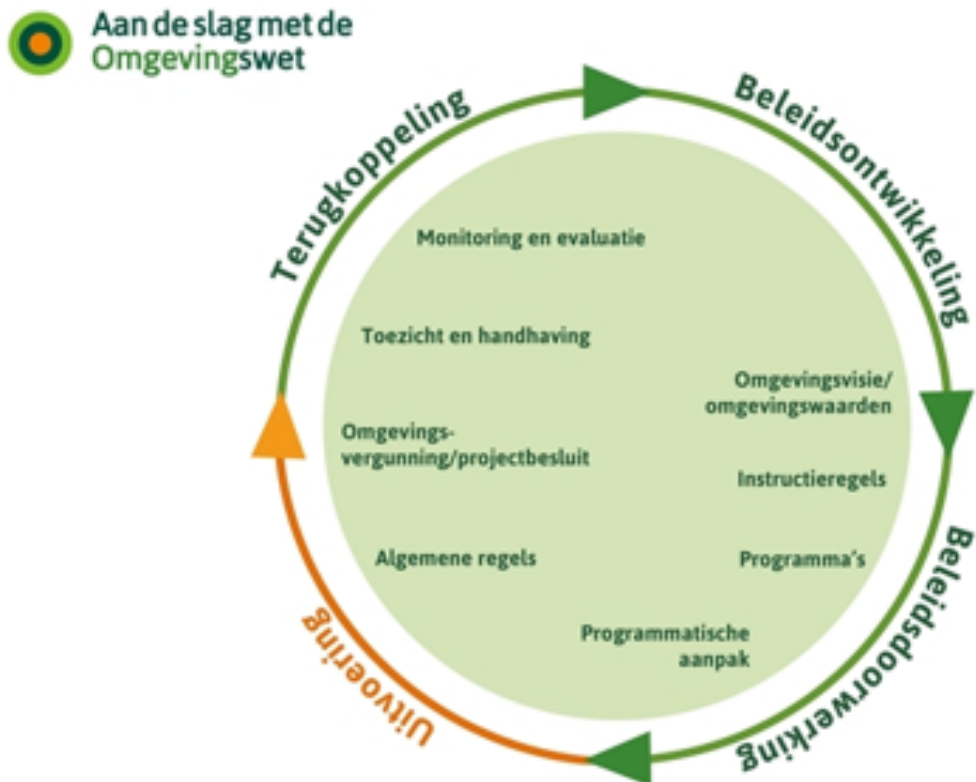 Aan de slag met de
Omgevingswet
Terugkoppeling
Beleidsontwikkeling
Monitoring en evaluatie
Toezicht en handhaving
Omgevingsvisie/
omgevingswaarden
Omgevings-
vergunning/projectbesluit
Instructieregels
Algemene regels
Programma's
Programmatische
aanpak
Beleidsdoorwerking
Uitvoering